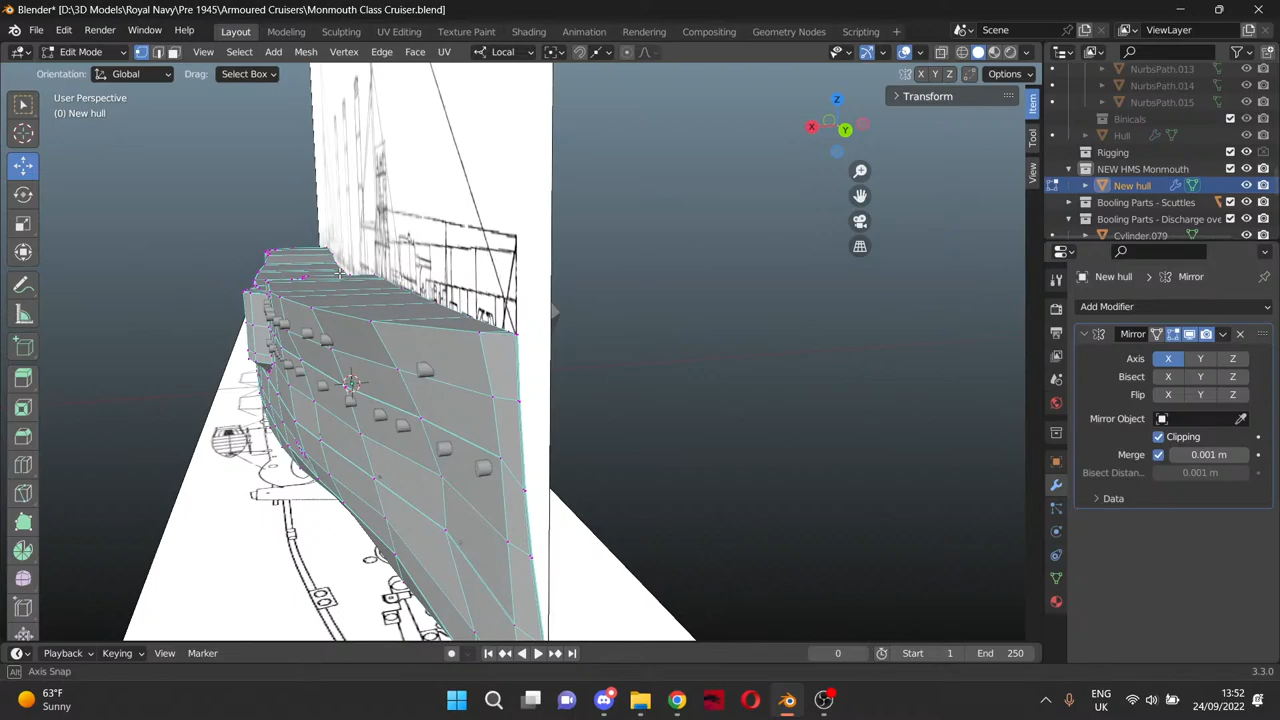 Blender* [D:\3D Models\Royal Navy\Pre 1945\Armoured Cruisers\Monmouth Class Cruiser.blend]
File Edit Render Window Help Layout Modeling Sculpting UV Editing Texture Paint Shading Animation Rendering Compositing Geometry Nodes Scripting Scene ViewLayer
Edit Mode View Select Add Mesh Vertex Edge Face UV Local
Orientation: Global Drag: Select Box X Y Z Options
User Perspective
(0) New hull
Transform
Z
X
Y
Item
Tool
View
NurbsPath.013
NurbsPath.014
NurbsPath.015
Binicals
Hull
Rigging
NEW HMS Monmouth
New hull
Booling Parts - Scuttles
Booling Parts - Discharge ove
Cylinder.079
New hull Mirror
Add Modifier
Mirror
Axis X Y Z
Bisect X Y Z
Flip X Y Z
Mirror Object
Clipping
Merge 0.001 m
Bisect Distan... 0.001 m
Data
Playback Keying View Marker 0 Start 1 End 250
Alt Axis Snap 3.3.0
63°F
Sunny
ENG
UK
13:52
24/09/2022